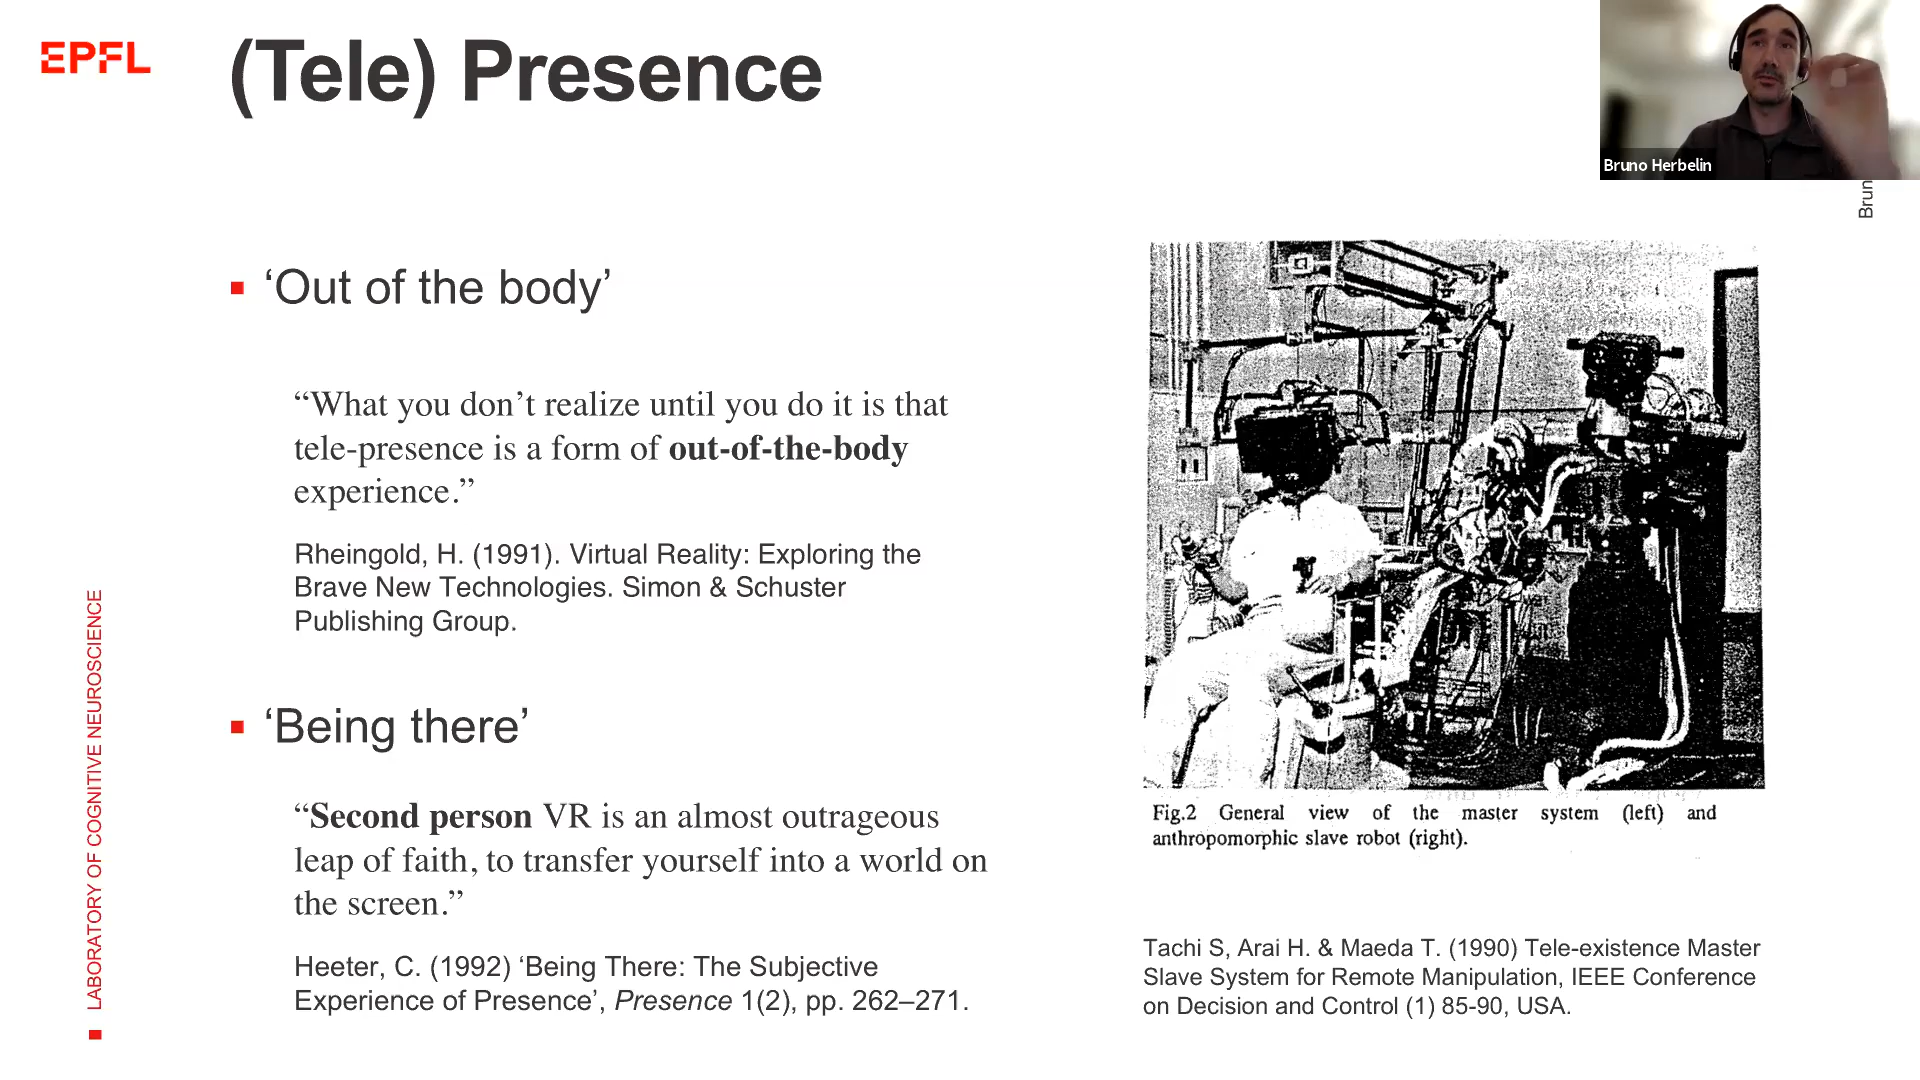 EPFL
(Tele) Presence
Bruno Herbelin
Brun
▪ ‘Out of the body’
“What you don’t realize until you do it is that
tele-presence is a form of out-of-the-body
experience.”
Rheingold, H. (1991). Virtual Reality: Exploring the
Brave New Technologies. Simon & Schuster
Publishing Group.
▪ ‘Being there’
“Second person VR is an almost outrageous
leap of faith, to transfer yourself into a world on
the screen.”
Heeter, C. (1992) ‘Being There: The Subjective
Experience of Presence’, Presence 1(2), pp. 262–271.
Fig.2 General view of the master system (left) and
anthropomorphic slave robot (right).
Tachi S, Arai H. & Maeda T. (1990) Tele-existence Master
Slave System for Remote Manipulation, IEEE Conference
on Decision and Control (1) 85-90, USA.
LABORATORY OF COGNITIVE NEUROSCIENCE